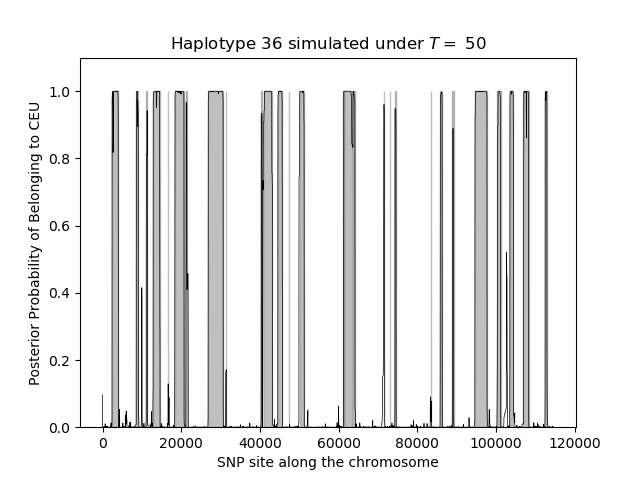 Haplotype 36 simulated under T = 50
Posterior Probability of Belonging to CEU
1.0
0.8
0.6
0.4
0.2
0.0
0 20000 40000 60000 80000 100000 120000
SNP site along the chromosome